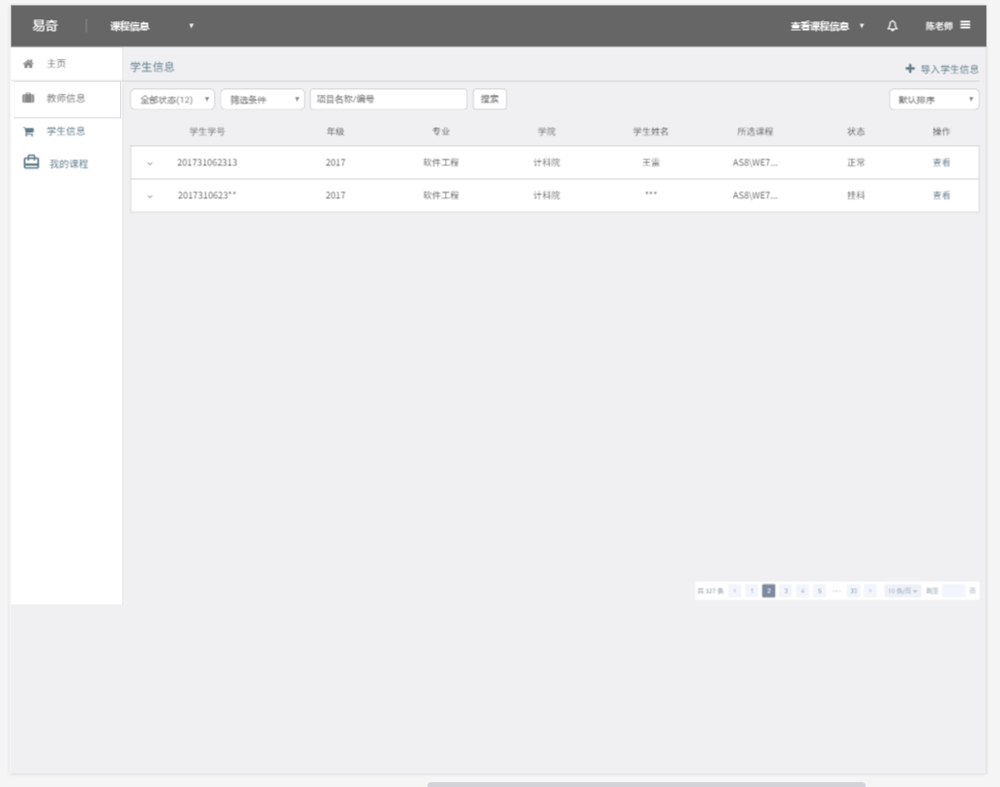 易奇 课程信息 查看课程信息 陈老师
主页
学生信息 导入学生信息
教师信息
全部状态(12) 筛选条件 项目名称/编号 搜索 默认排序
学生信息
学生学号 年级 专业 学院 学生姓名 所选课程 状态 操作
我的课程
201731062313 2017 软件工程 计科院 王雷 AS8\WE7... 正常 查看
2017310623** 2017 软件工程 计科院 *** AS8\WE7... 挂科 查看
共 327 条 < 1 2 3 4 5 ··· 33 > 10 条/页 跳至 页